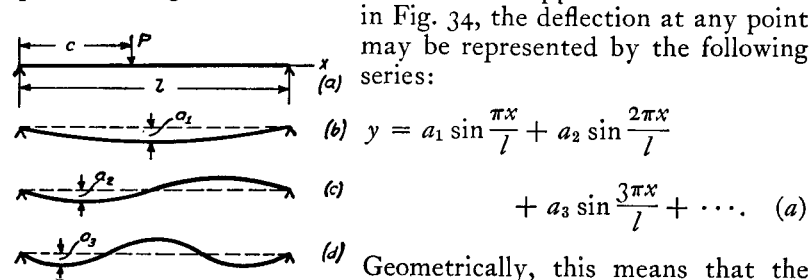 in Fig. 34, the deflection at any point
may be represented by the following
series:
y = a₁ sin πx/l + a₂ sin 2πx/l
+ a₃ sin 3πx/l + ⋯. (a)
Geometrically, this means that the
c P
x
l
(a)
a₁
(b)
a₂
(c)
a₃
(d)